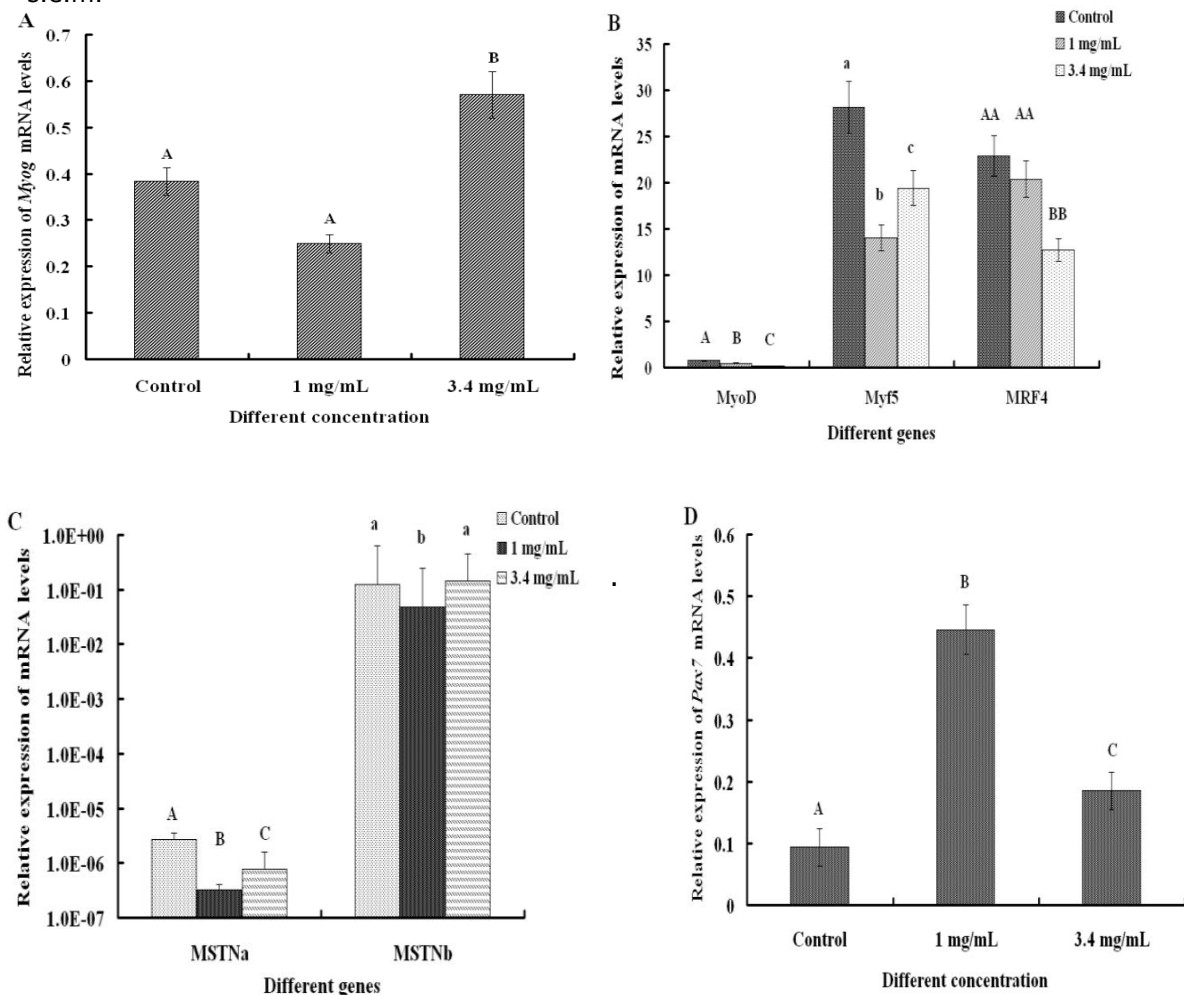 A
Relative expression of Myog mRNA levels
0.7
0.6
0.5
0.4
0.3
0.2
0.1
0
A
A
B
Control 1 mg/mL 3.4 mg/mL
Different concentration
B
Control
1 mg/mL
3.4 mg/mL
Relative expression of mRNA levels
35
30
25
20
15
10
5
0
A B C
a b c
AA AA BB
MyoD Myf5 MRF4
Different genes
C
Control
1 mg/mL
3.4 mg/mL
Relative expression of mRNA levels
1.0E+00
1.0E-01
1.0E-02
1.0E-03
1.0E-04
1.0E-05
1.0E-06
1.0E-07
A B C
a b a
MSTNa MSTNb
Different genes
.
D
Relative expression of Pax7 mRNA levels
0.6
0.5
0.4
0.3
0.2
0.1
0
A
B
C
Control 1 mg/mL 3.4 mg/mL
Different concentration